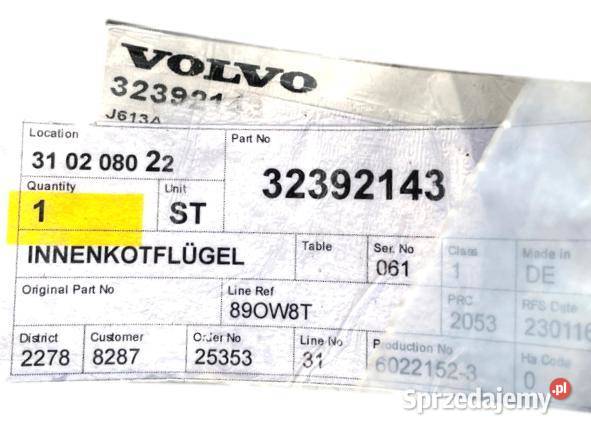 VOLVO
32392143
J613A
Location
31 02 080 22
Part No
32392143
Quantity
1
Unit
ST
INNENKOTFLÜGEL
Table
Ser. No
061
Class
1
Made in
DE
Original Part No
Line Ref
89OW8T
PRC
2053
RFS Date
230116
District
2278
Customer
8287
Order No
25353
Line No
31
Production No
6022152-3
Ha Code
0
Sprzedajemy.pl